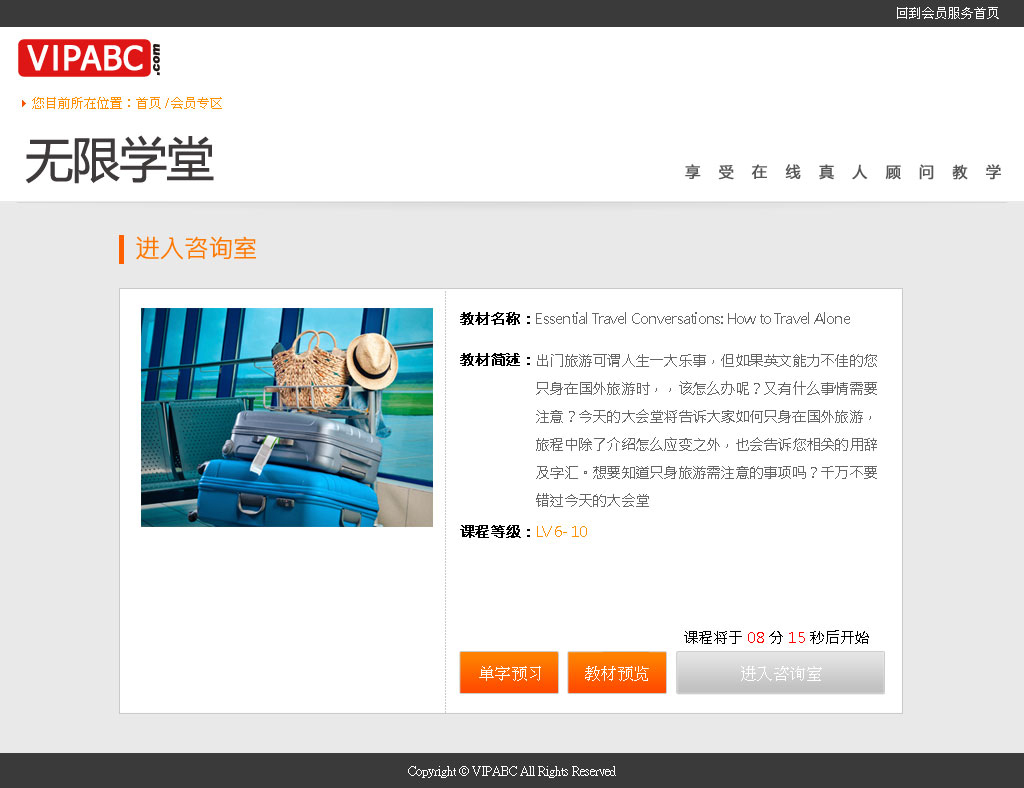 回到会员服务首页
VIPABC.com
您目前所在位置：首页 / 会员专区
无限学堂
享受在线真人顾问教学
进入咨询室
教材名称：Essential Travel Conversations: How to Travel Alone
教材简述：出门旅游可谓人生一大乐事，但如果英文能力不佳的您
只身在国外旅游时，，该怎么办呢？又有什么事情需要
注意？今天的大会堂将告诉大家如何只身在国外旅游，
旅程中除了介绍怎么应变之外，也会告诉您相关的用辞
及字汇。想要知道只身旅游需注意的事项吗？千万不要
错过今天的大会堂
课程等级：LV 6- 10
课程将于 08 分 15 秒后开始
单字预习 教材预览 进入咨询室
Copyright © VIPABC All Rights Reserved